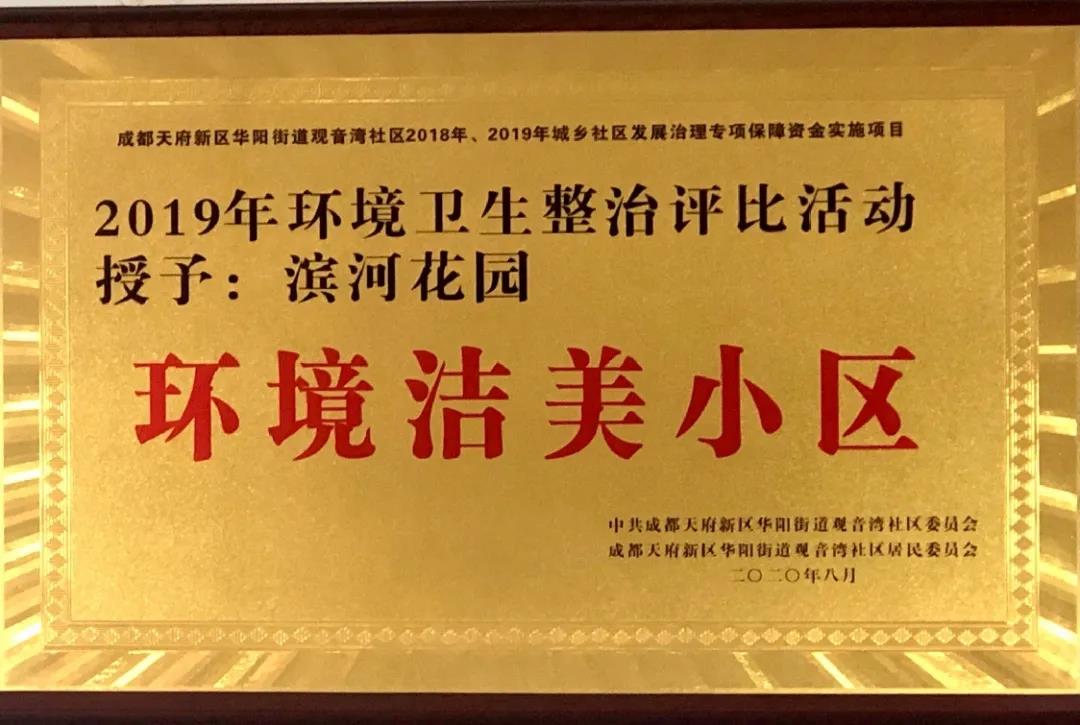 成都天府新区华阳街道观音湾社区2018年、2019年城乡社区发展治理专项保障资金实施项目
2019年环境卫生整治评比活动
授予：滨河花园
环境洁美小区
中共成都天府新区华阳街道观音湾社区委员会
成都天府新区华阳街道观音湾社区居民委员会
二〇二〇年八月